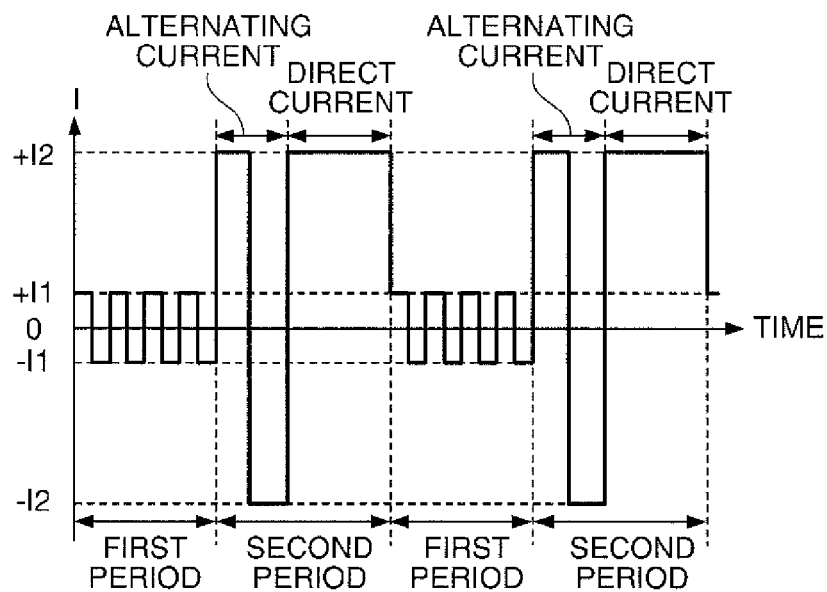 ALTERNATING
CURRENT
DIRECT
CURRENT
ALTERNATING
CURRENT
DIRECT
CURRENT
I
+I2
+I1
0
-I1
-I2
TIME
FIRST
PERIOD
SECOND
PERIOD
FIRST
PERIOD
SECOND
PERIOD